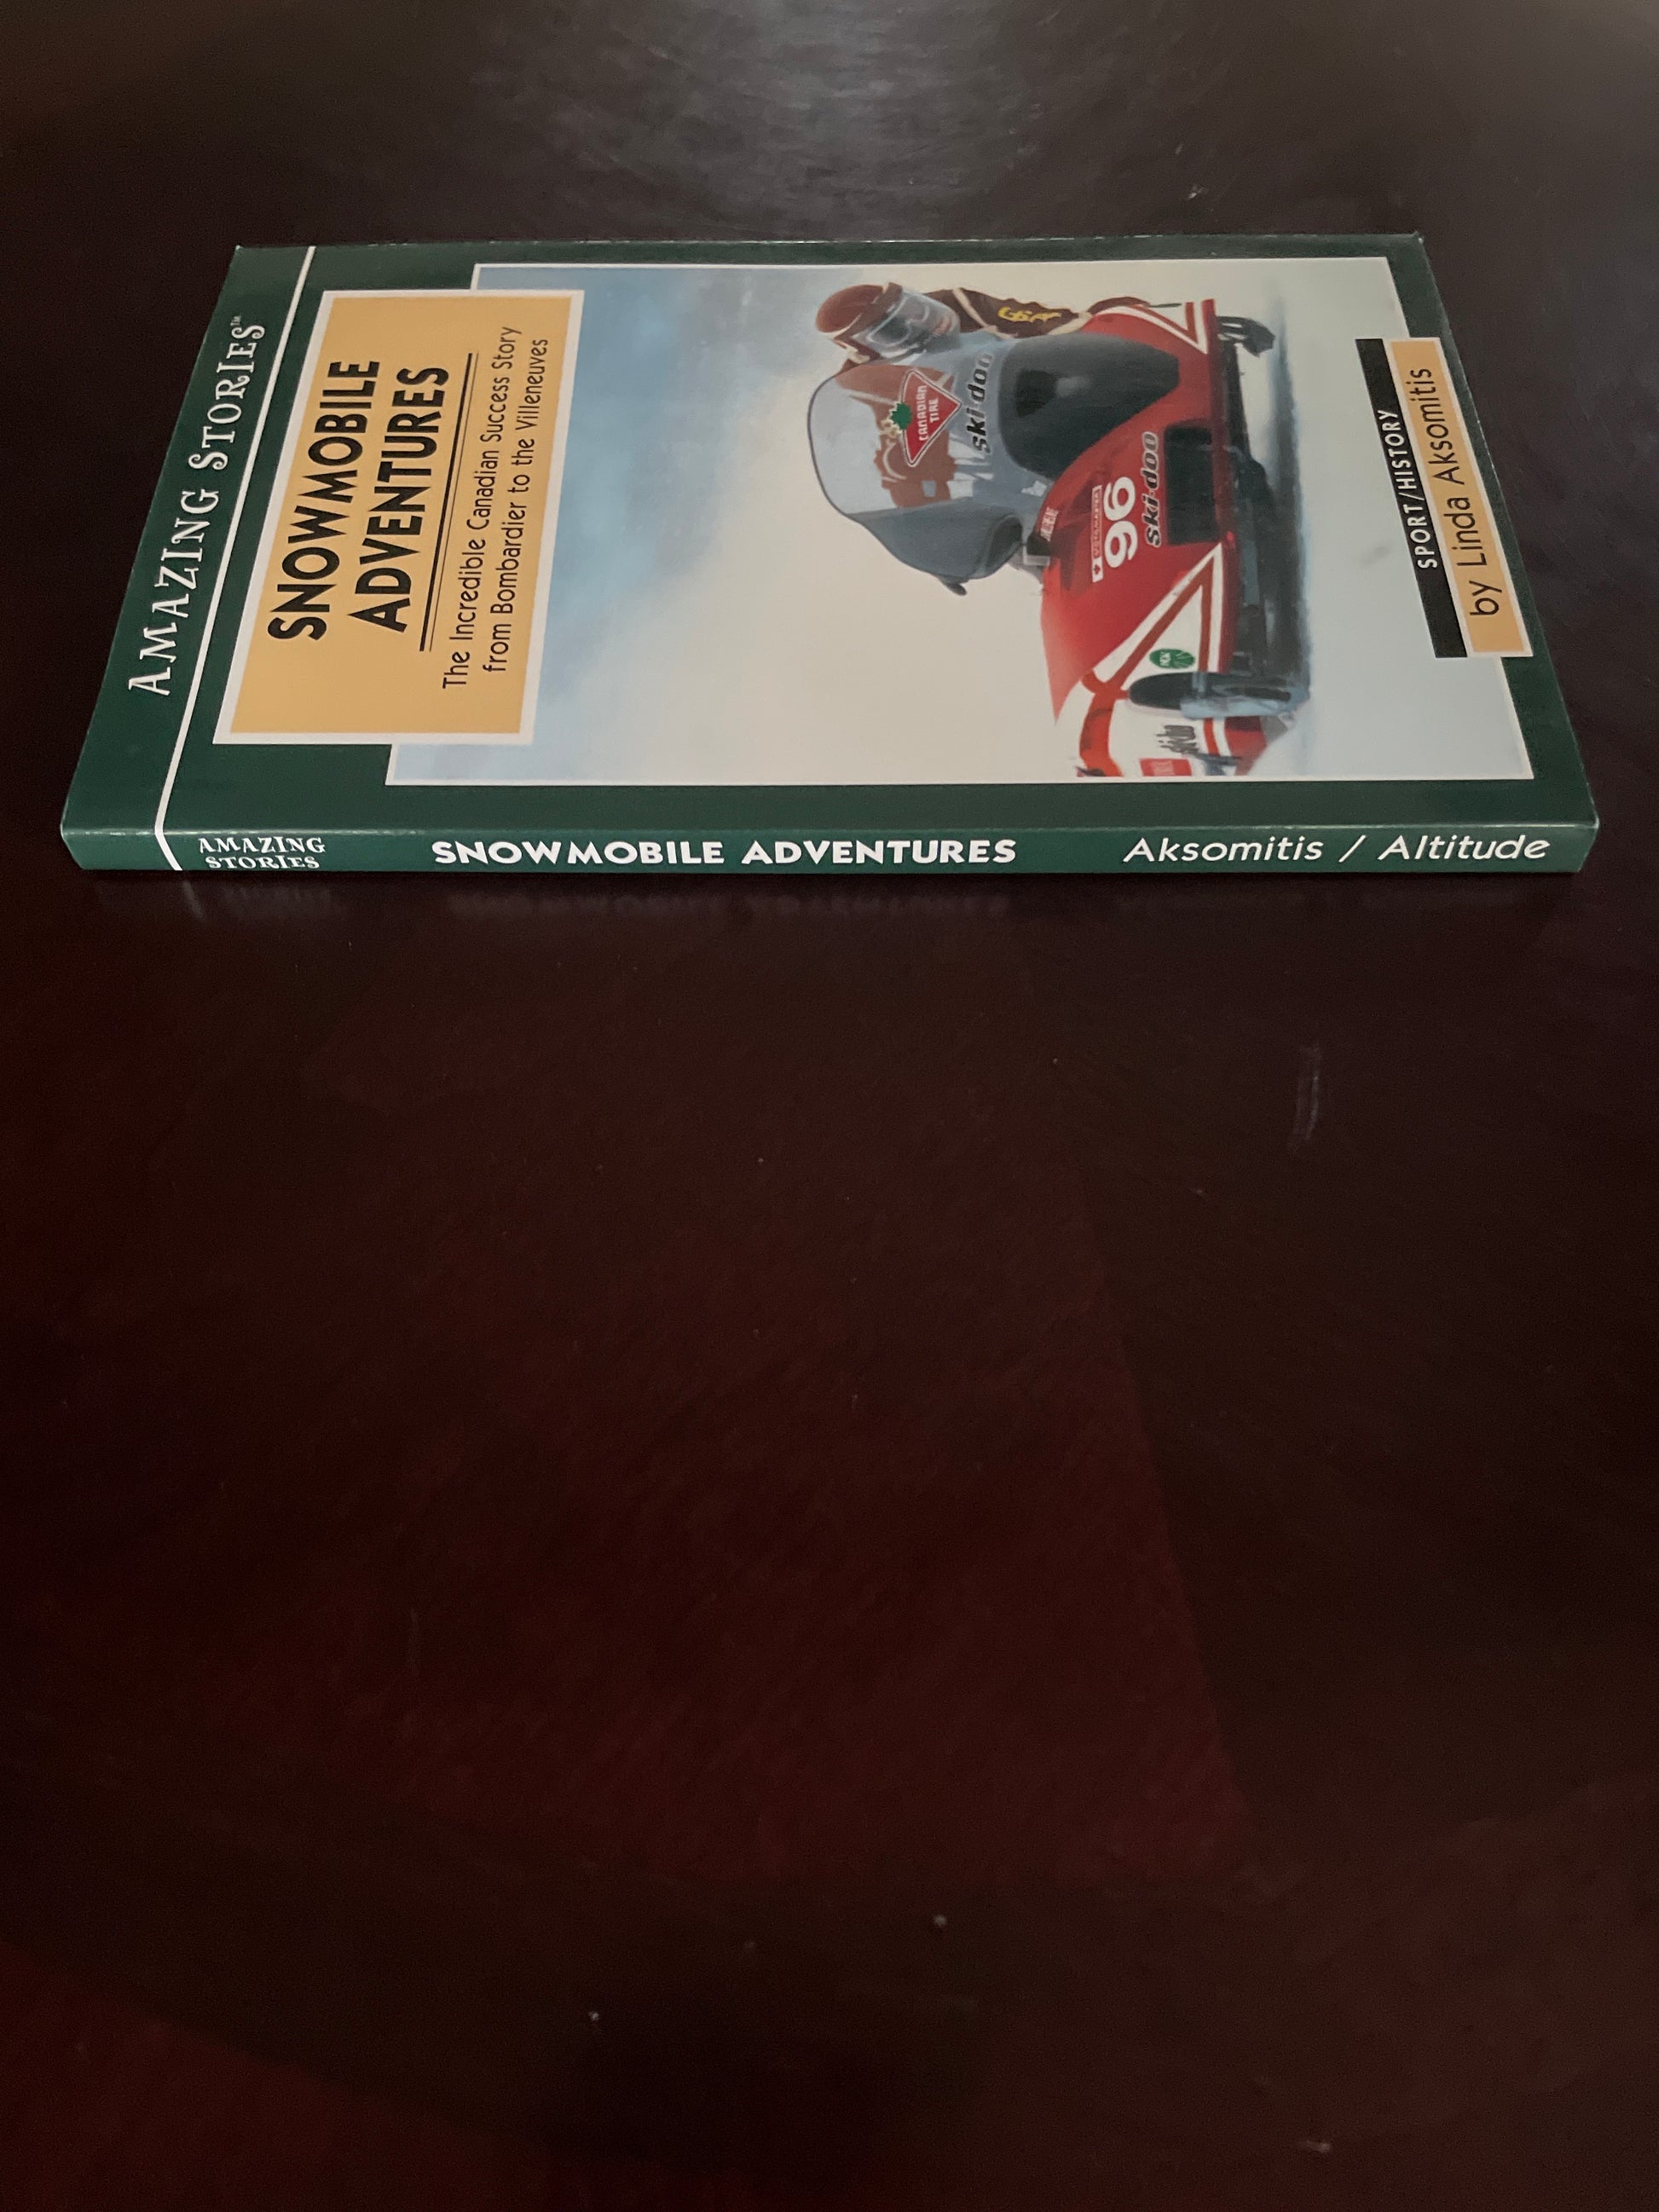 AMAZING STORIES™
SNOWMOBILE
ADVENTURES
The Incredible Canadian Success Story
from Bombardier to the Villeneuves
CANADIAN
TIRE
ski-doo
96
ski-doo
SPORT/HISTORY
by Linda Aksomitis
AMAZING
STORIES
SNOWMOBILE ADVENTURES
Aksomitis / Altitude